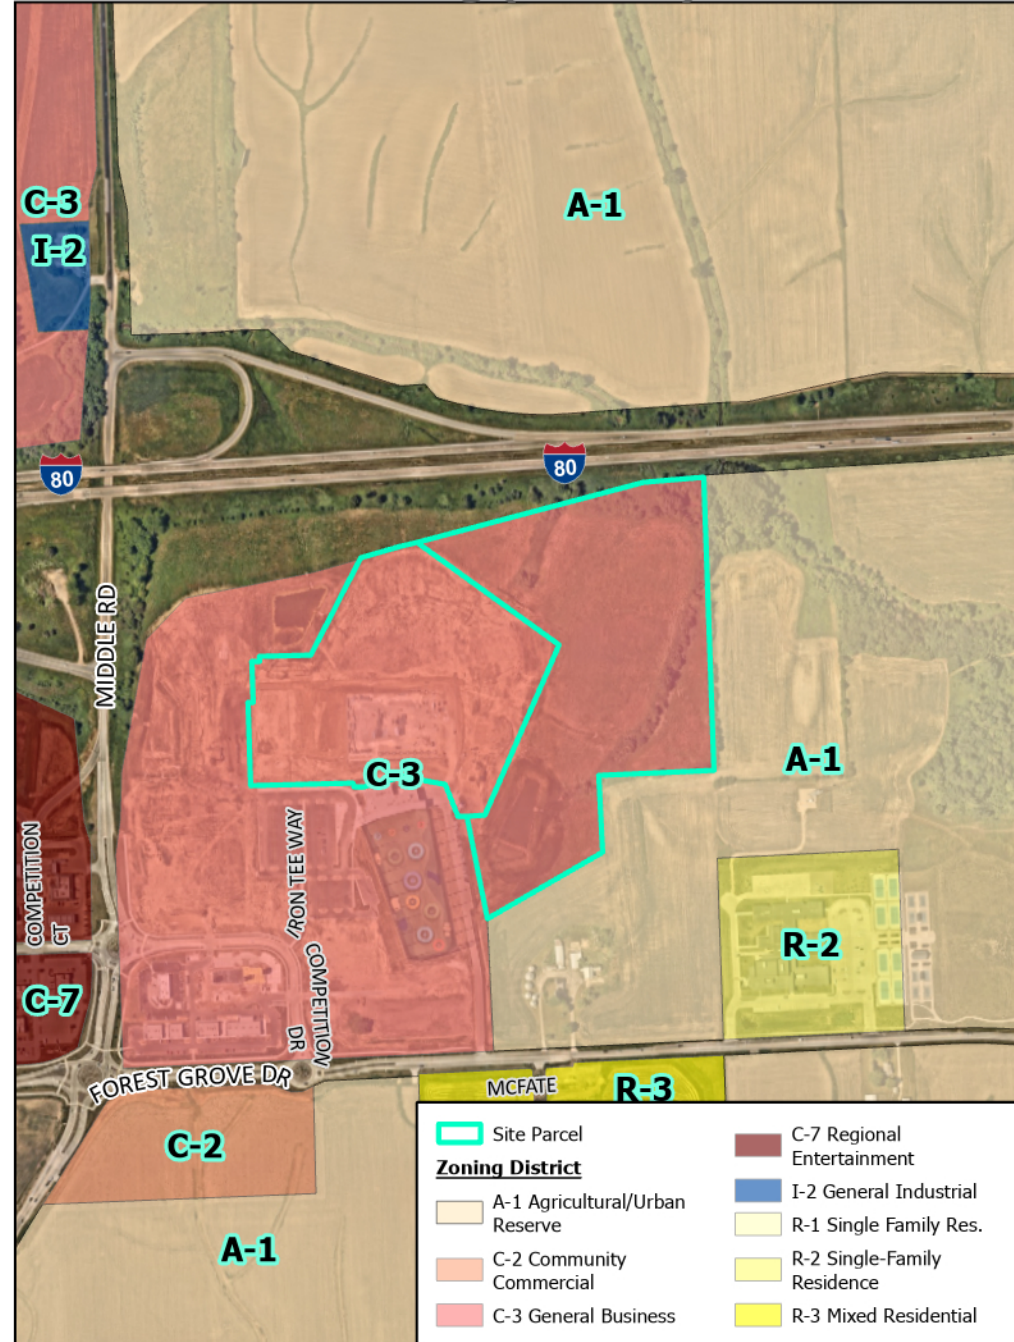 C-3
I-2
A-1
80
80
MIDDLE RD
C-3
A-1
COMPETITION
CT
IRON TEE WAY
COMPETITION
DR
R-2
C-7
FOREST GROVE DR
MCFATE
R-3
C-2
A-1
Site Parcel
Zoning District
A-1 Agricultural/Urban
Reserve
C-2 Community
Commercial
C-3 General Business
C-7 Regional
Entertainment
I-2 General Industrial
R-1 Single Family Res.
R-2 Single-Family
Residence
R-3 Mixed Residential